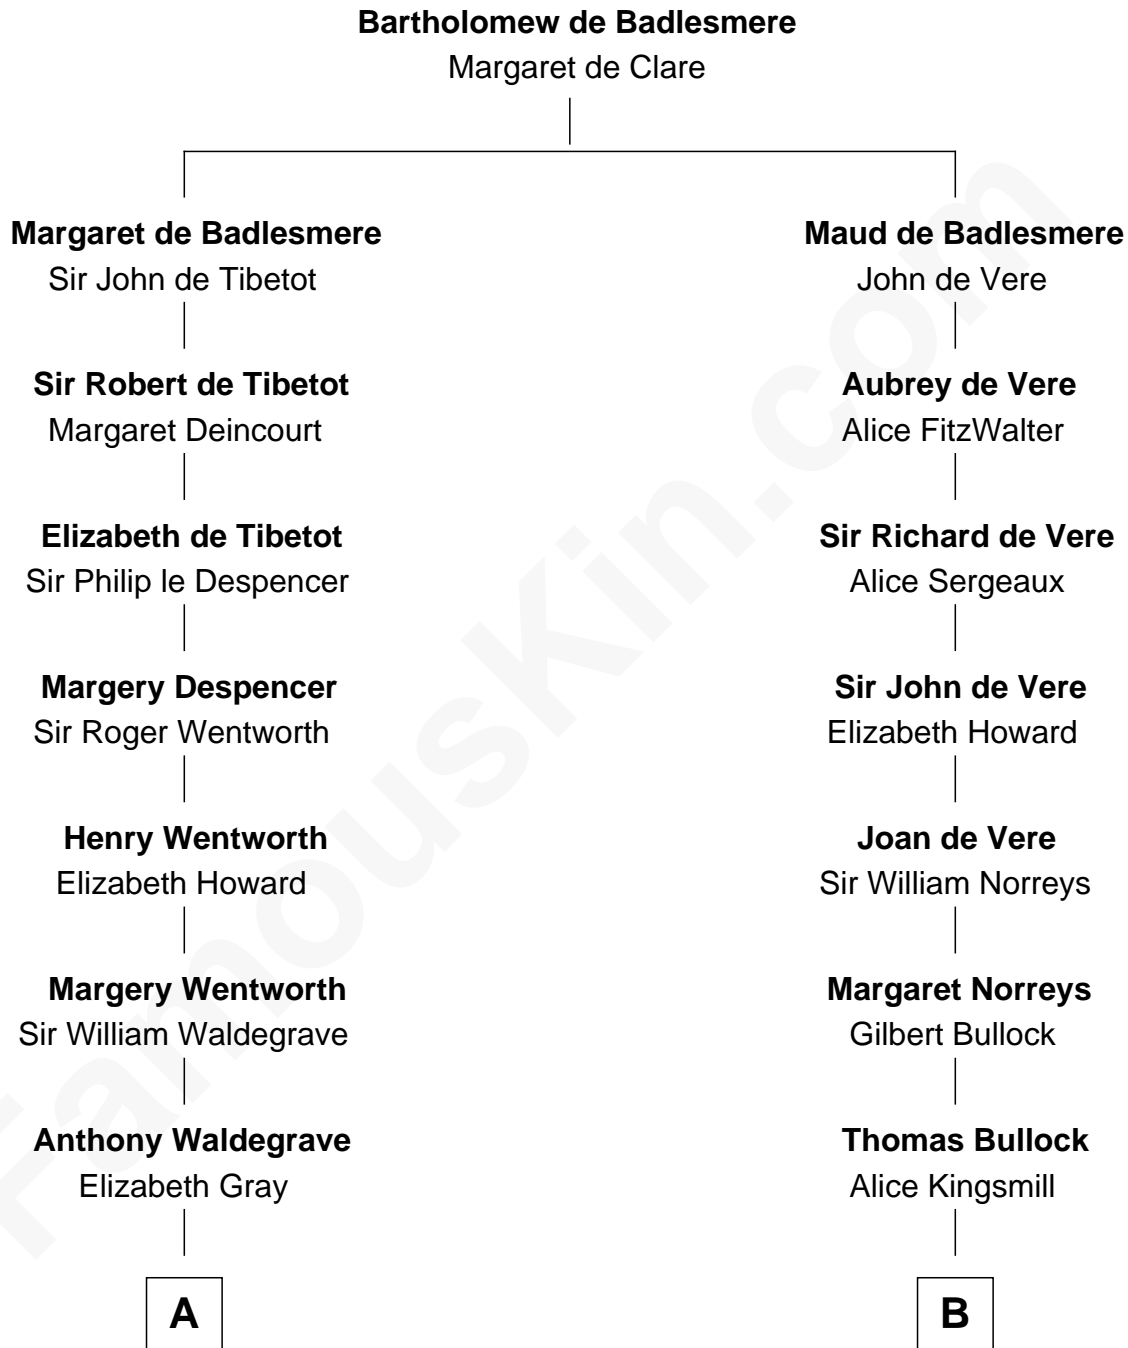 Bartholomew de Badlesmere
Margaret de Clare
Margaret de Badlesmere
Sir John de Tibetot
Maud de Badlesmere
John de Vere
Sir Robert de Tibetot
Margaret Deincourt
Aubrey de Vere
Alice FitzWalter
Elizabeth de Tibetot
Sir Philip le Despencer
Sir Richard de Vere
Alice Sergeaux
Margery Despencer
Sir Roger Wentworth
Sir John de Vere
Elizabeth Howard
Henry Wentworth
Elizabeth Howard
Joan de Vere
Sir William Norreys
Margery Wentworth
Sir William Waldegrave
Margaret Norreys
Gilbert Bullock
Anthony Waldegrave
Elizabeth Gray
Thomas Bullock
Alice Kingsmill
A
B
FamousKin.com